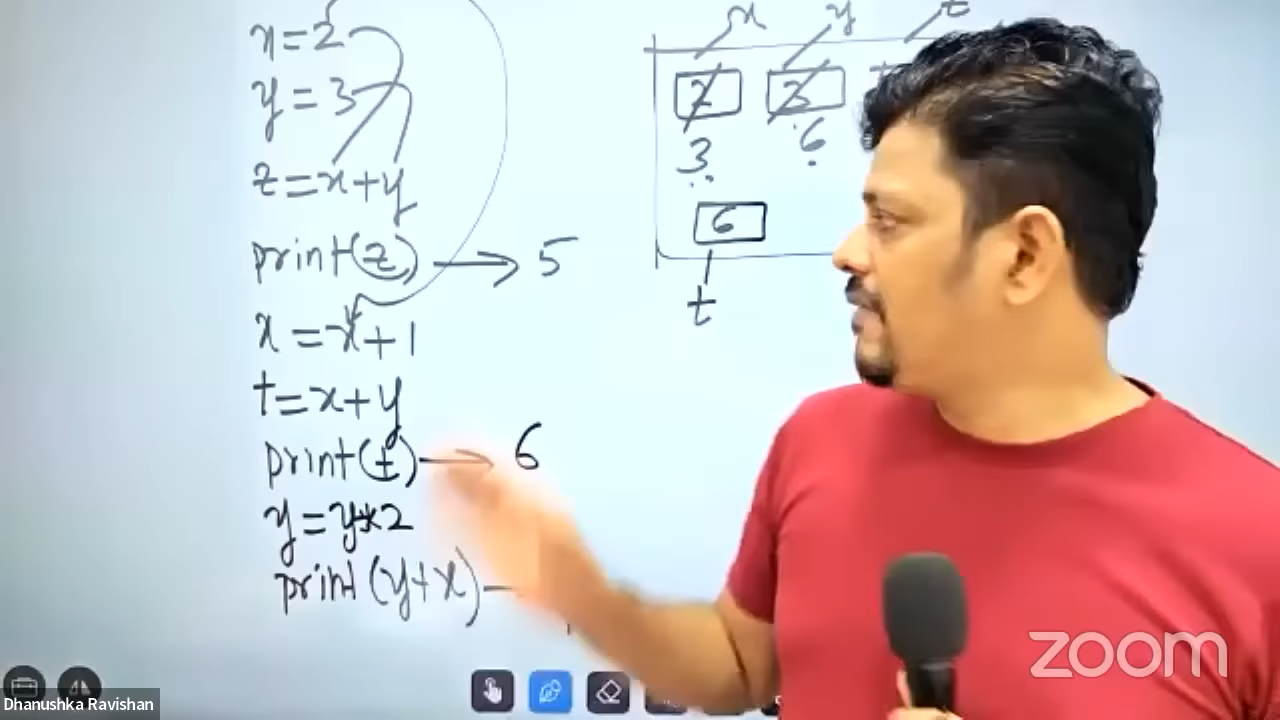 x=2
y=3
z=x+y
print(z) → 5
x=x+1
t=x+y
print(t) → 6
y=y*2
print(y+x)
x y z
2 3
3 6
6
t
zoom
Dhanushka Ravishan